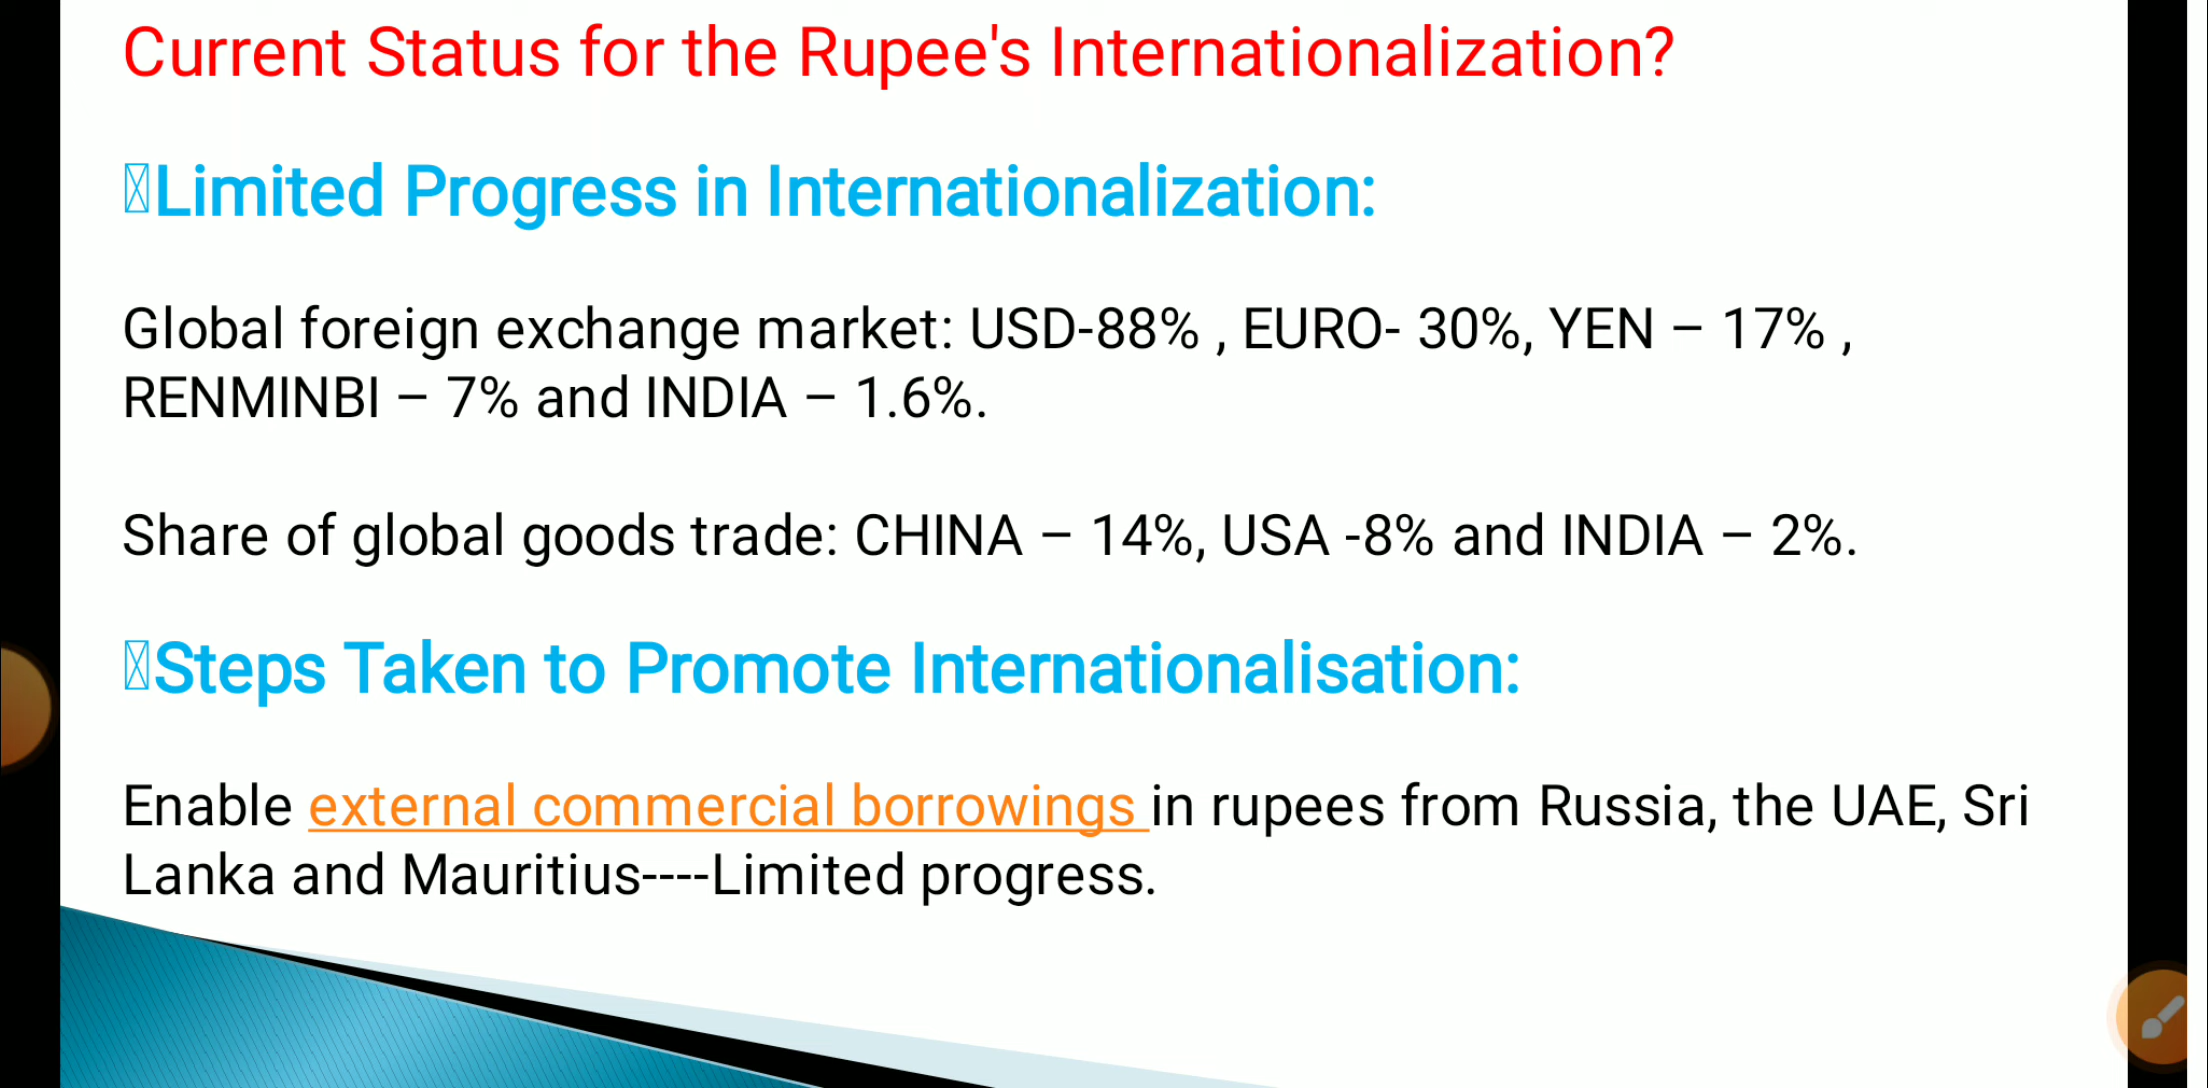 Current Status for the Rupee's Internationalization?
Limited Progress in Internationalization:
Global foreign exchange market: USD-88% , EURO- 30%, YEN – 17% ,
RENMINBI – 7% and INDIA – 1.6%.
Share of global goods trade: CHINA – 14%, USA -8% and INDIA – 2%.
Steps Taken to Promote Internationalisation:
Enable external commercial borrowings in rupees from Russia, the UAE, Sri
Lanka and Mauritius----Limited progress.